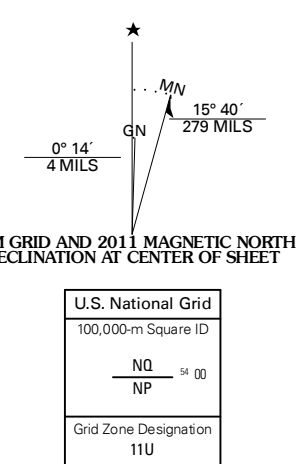 MN
15° 40´
279 MILS
GN
0° 14´
4 MILS
GRID AND 2011 MAGNETIC NORTH
AT CENTER OF SHEET
U.S. National Grid
100,000-m Square ID
NQ
54 00
NP
Grid Zone Designation
11U